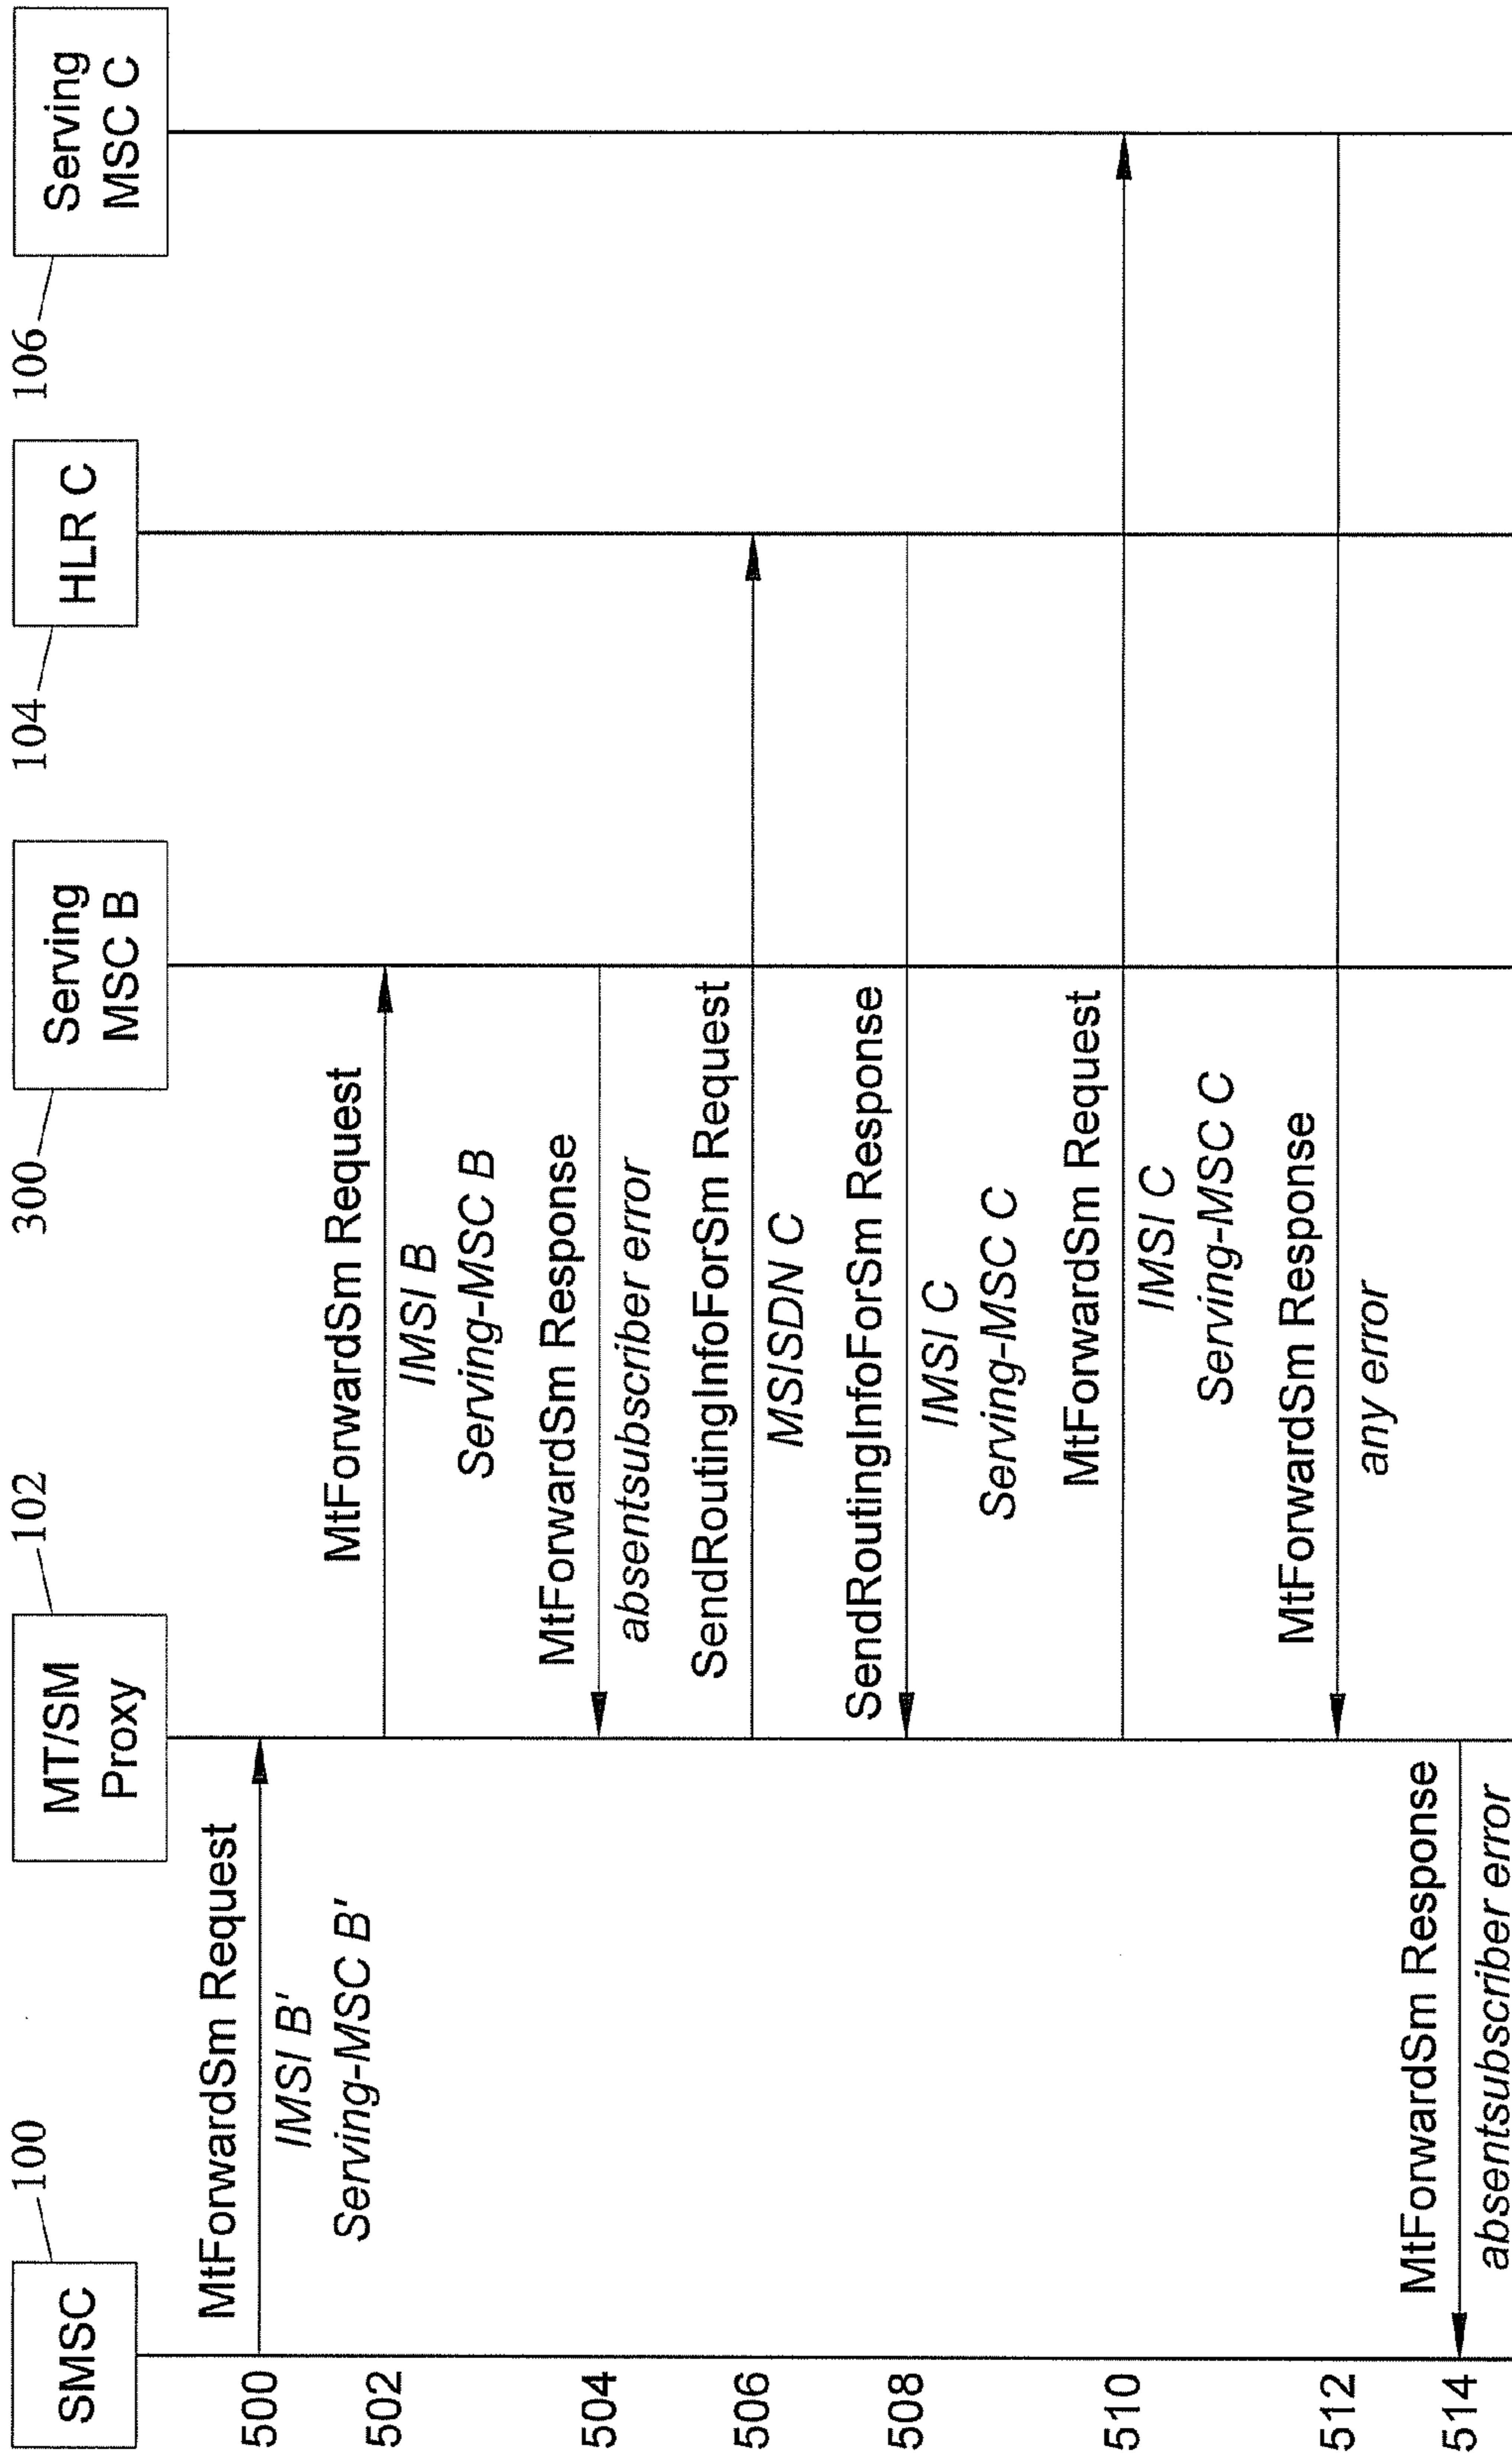 SMSC
100
MT/SM
Proxy
102
Serving
MSC B
300
HLR C
104
Serving
MSC C
106
500
MtForwardSm Request
IMSI B'
Serving-MSC B'
502
MtForwardSm Request
IMSI B
Serving-MSC B
504
MtForwardSm Response
absentsubscriber error
506
SendRoutingInfoForSm Request
MSISDN C
508
SendRoutingInfoForSm Response
IMSI C
Serving-MSC C
510
MtForwardSm Request
IMSI C
Serving-MSC C
512
MtForwardSm Response
any error
514
MtForwardSm Response
absentsubscriber error